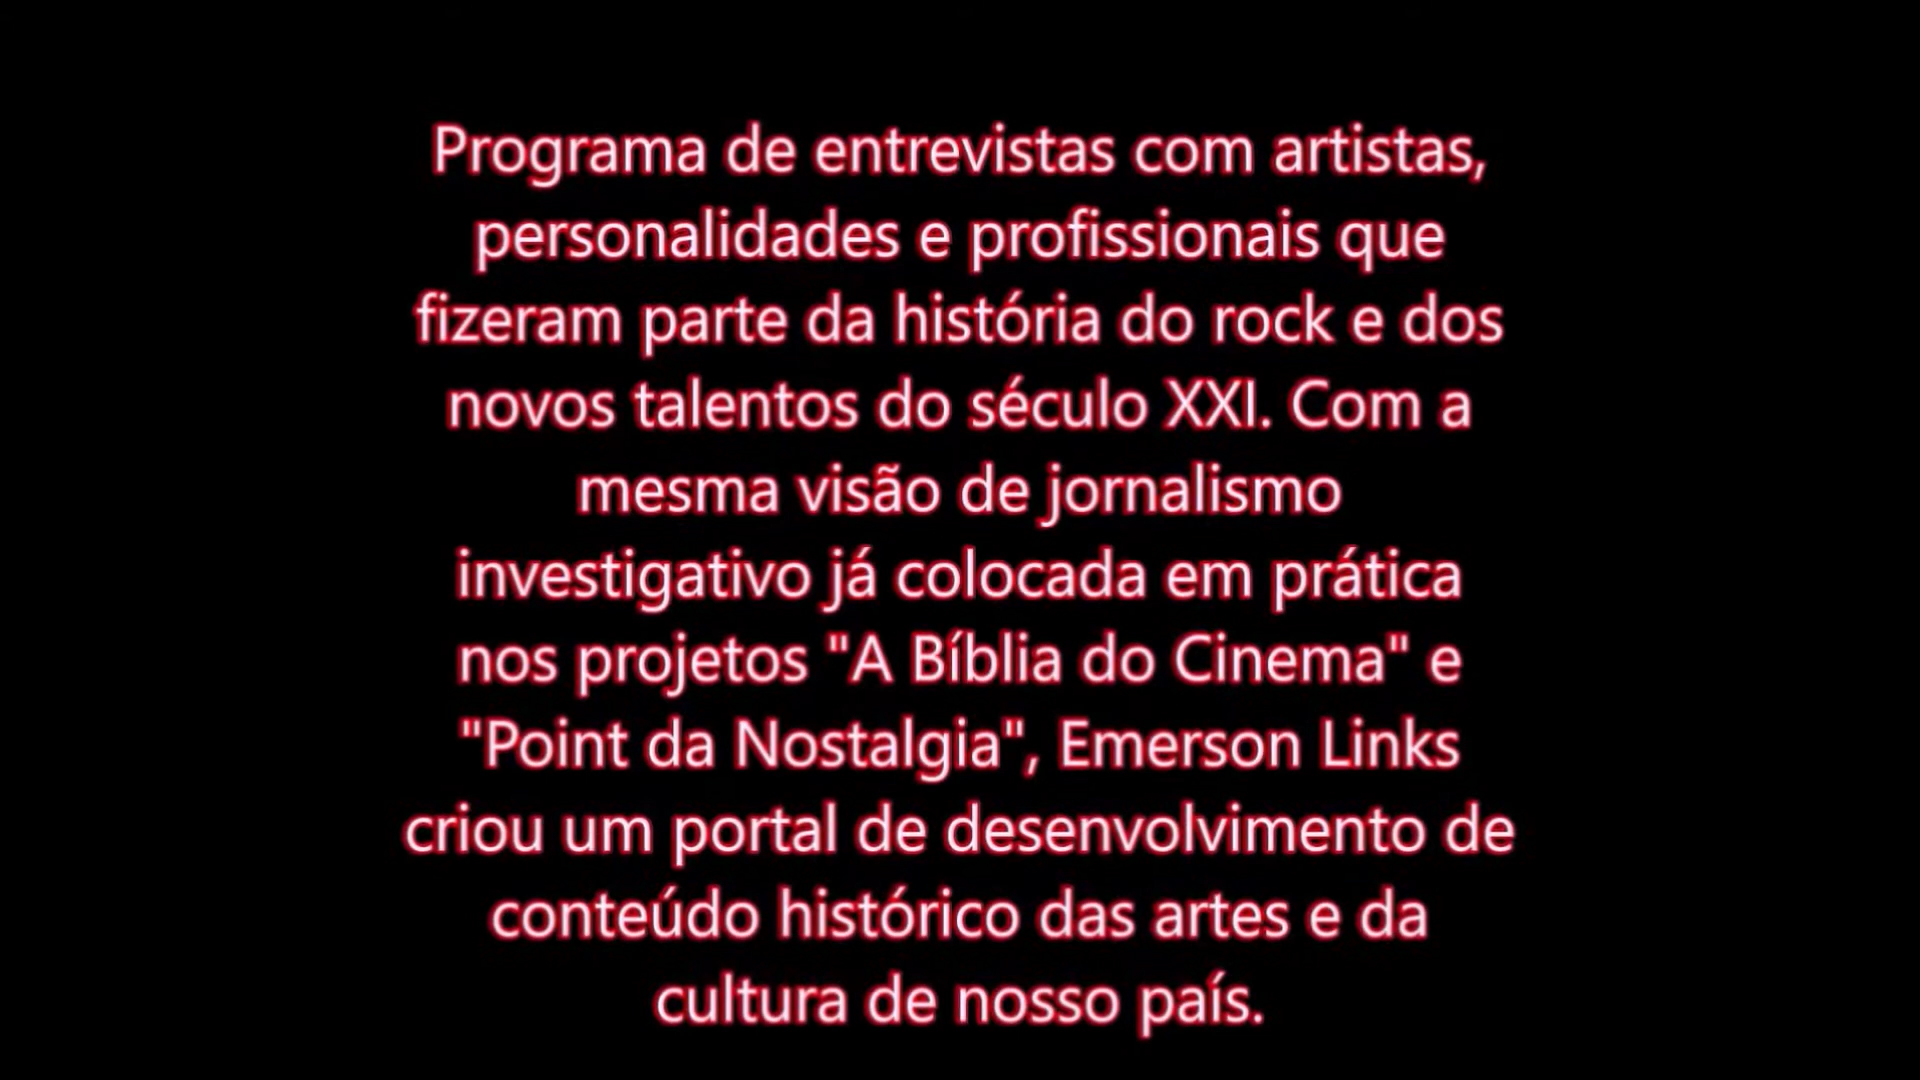 Programa de entrevistas com artistas,
personalidades e profissionais que
fizeram parte da história do rock e dos
novos talentos do século XXI. Com a
mesma visão de jornalismo
investigativo já colocada em prática
nos projetos "A Bíblia do Cinema" e
"Point da Nostalgia", Emerson Links
criou um portal de desenvolvimento de
conteúdo histórico das artes e da
cultura de nosso país.